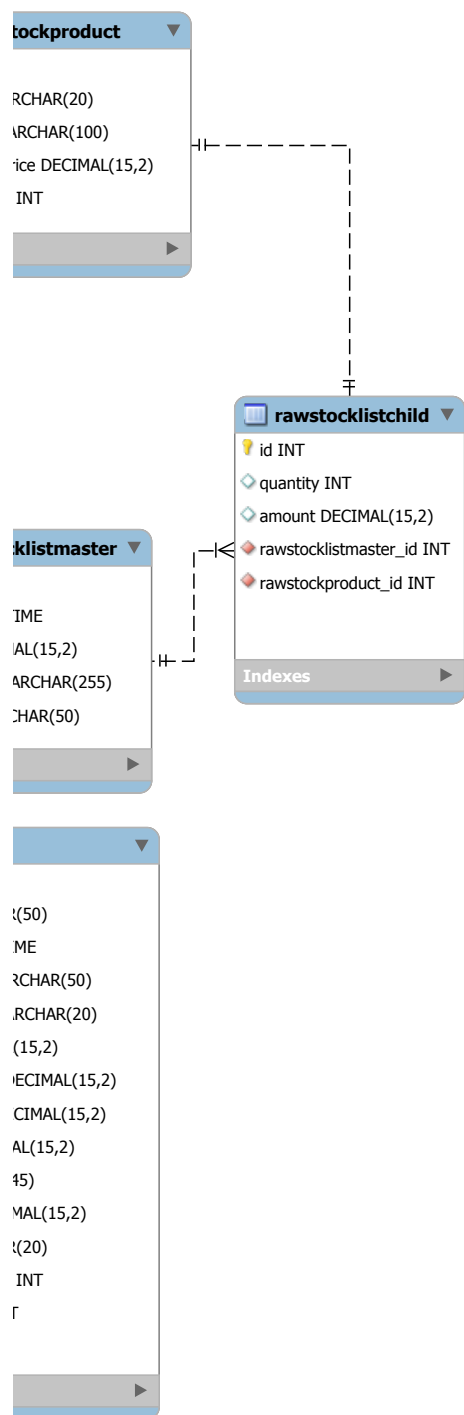 tockproduct
RCHAR(20)
ARCHAR(100)
rice DECIMAL(15,2)
INT
rawstocklistchild
id INT
quantity INT
amount DECIMAL(15,2)
rawstocklistmaster_id INT
rawstockproduct_id INT
Indexes
cklistmaster
TIME
AL(15,2)
ARCHAR(255)
CHAR(50)
R(50)
ME
RCHAR(50)
ARCHAR(20)
(15,2)
DECIMAL(15,2)
CIMAL(15,2)
AL(15,2)
45)
MAL(15,2)
R(20)
INT
T